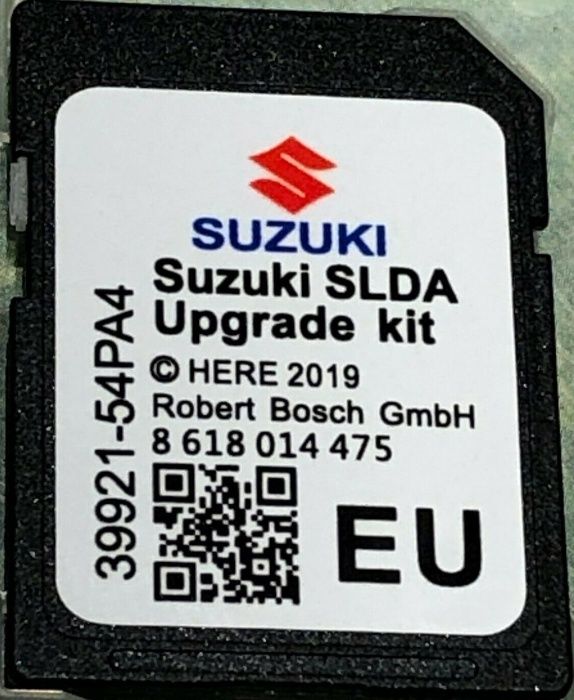 SUZUKI
Suzuki SLDA
Upgrade kit
© HERE 2019
Robert Bosch GmbH
8 618 014 475
EU
39921-54PA4